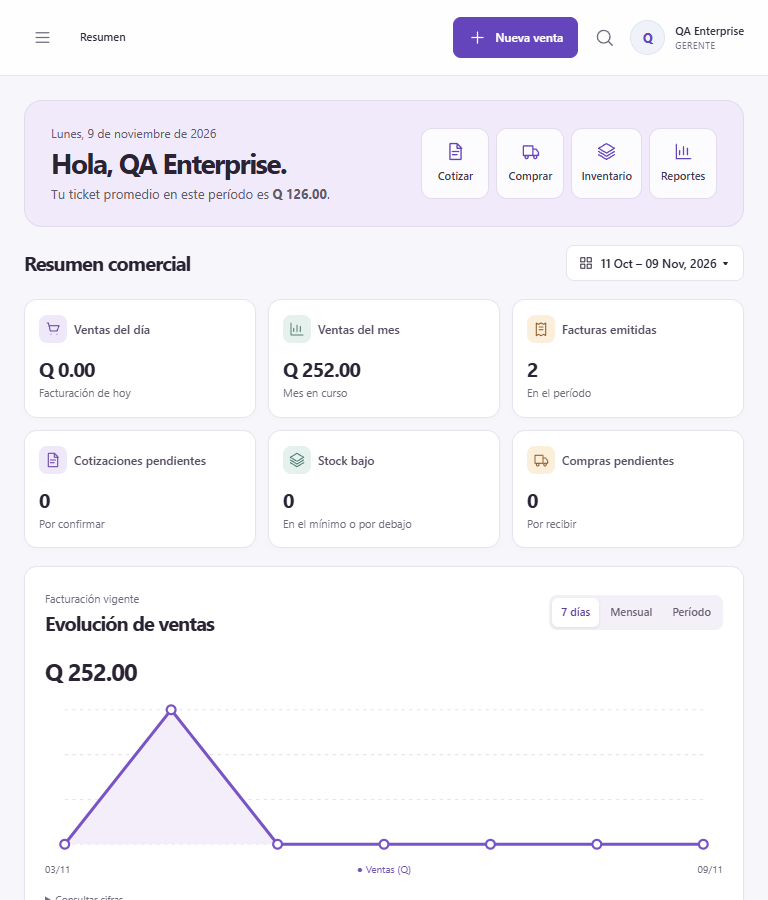 Resumen
Nueva venta
Q
QA Enterprise
GERENTE
Lunes, 9 de noviembre de 2026
Hola, QA Enterprise.
Tu ticket promedio en este período es Q 126.00.
Cotizar
Comprar
Inventario
Reportes
Resumen comercial
11 Oct – 09 Nov, 2026
Ventas del día
Q 0.00
Facturación de hoy
Ventas del mes
Q 252.00
Mes en curso
Facturas emitidas
2
En el período
Cotizaciones pendientes
0
Por confirmar
Stock bajo
0
En el mínimo o por debajo
Compras pendientes
0
Por recibir
Facturación vigente
Evolución de ventas
7 días
Mensual
Período
Q 252.00
03/11
Ventas (Q)
09/11
Consultar cifras